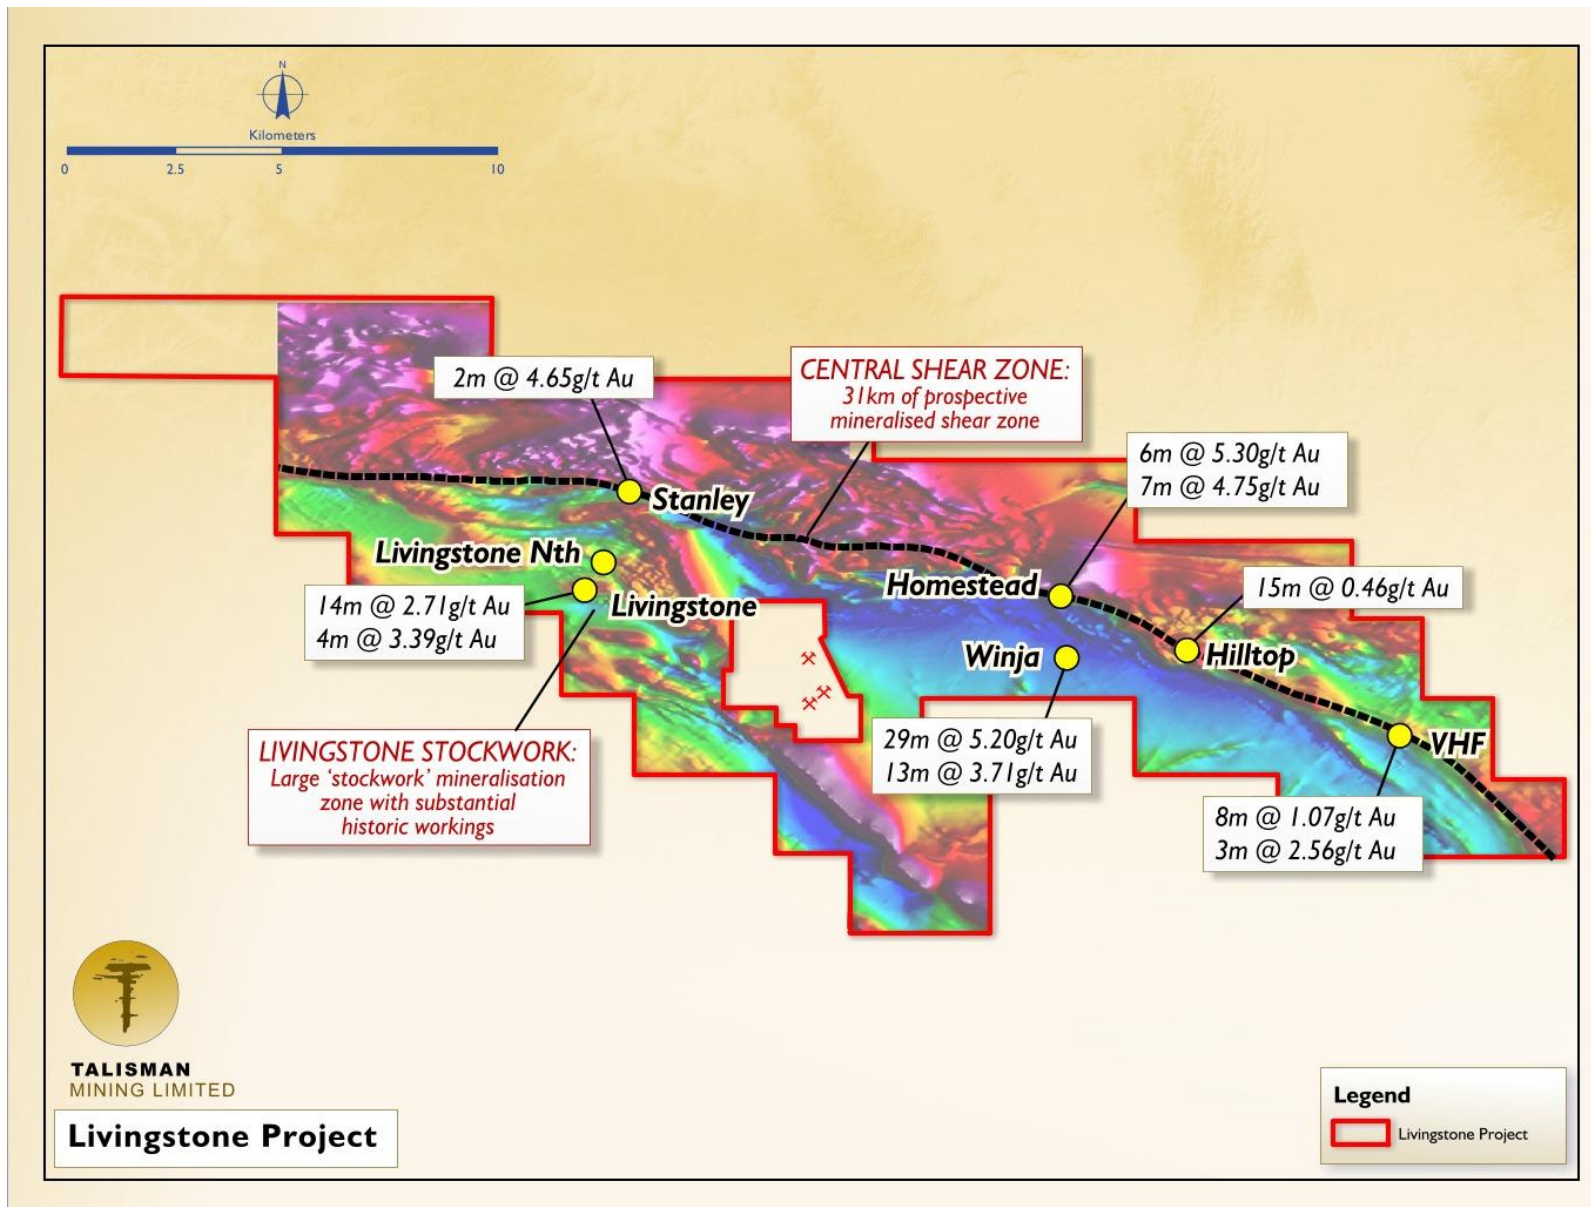 N
Kilometers
0 2.5 5 10
2m @ 4.65g/t Au
CENTRAL SHEAR ZONE:
31km of prospective
mineralised shear zone
6m @ 5.30g/t Au
7m @ 4.75g/t Au
Stanley
Livingstone Nth
14m @ 2.71g/t Au
4m @ 3.39g/t Au
Livingstone
Homestead
15m @ 0.46g/t Au
Winja
Hilltop
LIVINGSTONE STOCKWORK:
Large ‘stockwork’ mineralisation
zone with substantial
historic workings
29m @ 5.20g/t Au
13m @ 3.71g/t Au
VHF
8m @ 1.07g/t Au
3m @ 2.56g/t Au
TALISMAN
MINING LIMITED
Livingstone Project
Legend
Livingstone Project